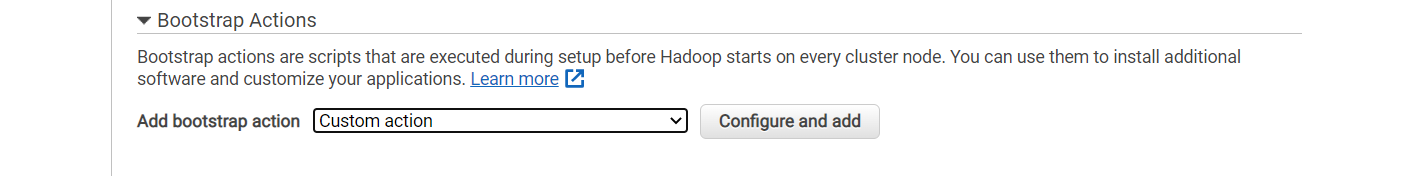 Bootstrap Actions
Bootstrap actions are scripts that are executed during setup before Hadoop starts on every cluster node. You can use them to install additional
software and customize your applications. Learn more
Add bootstrap action Custom action Configure and add